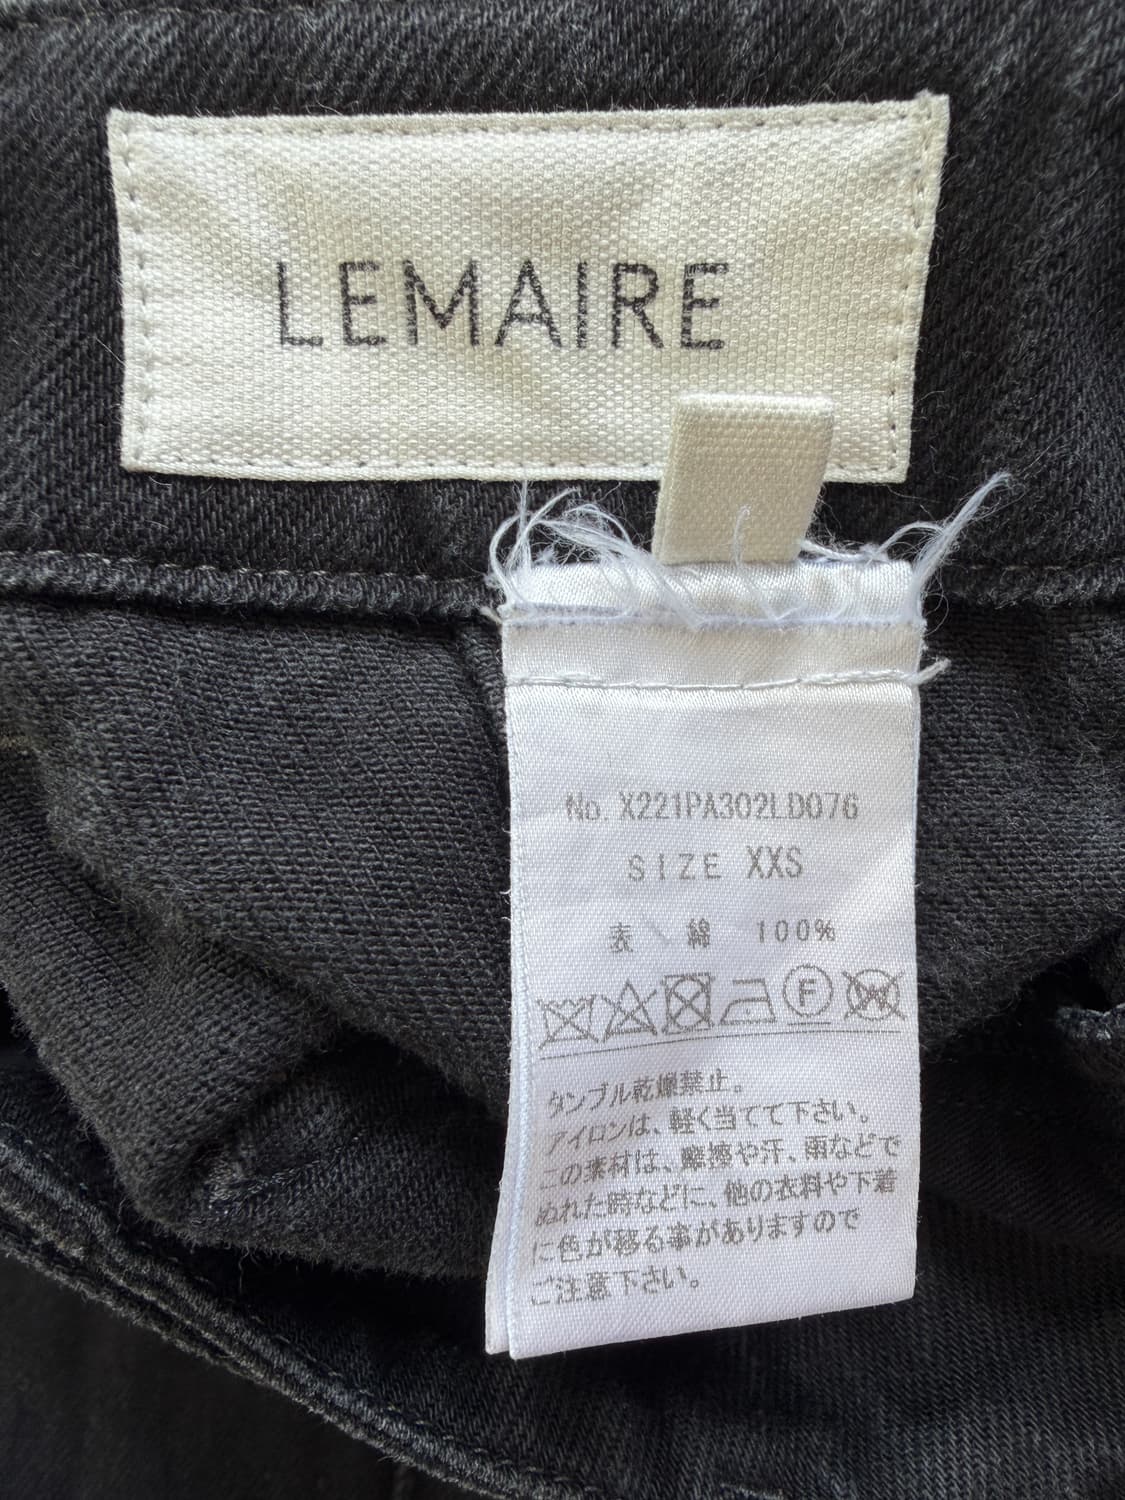 LEMAIRE
No. X221PA302LD076
SIZE XXS
表／綿 100%
F
W
タンブル乾燥禁止。
アイロンは、軽く当てて下さい。
この素材は、摩擦や汗、雨などで
ぬれた時などに、他の衣料や下着
に色が移る事がありますので
ご注意下さい。